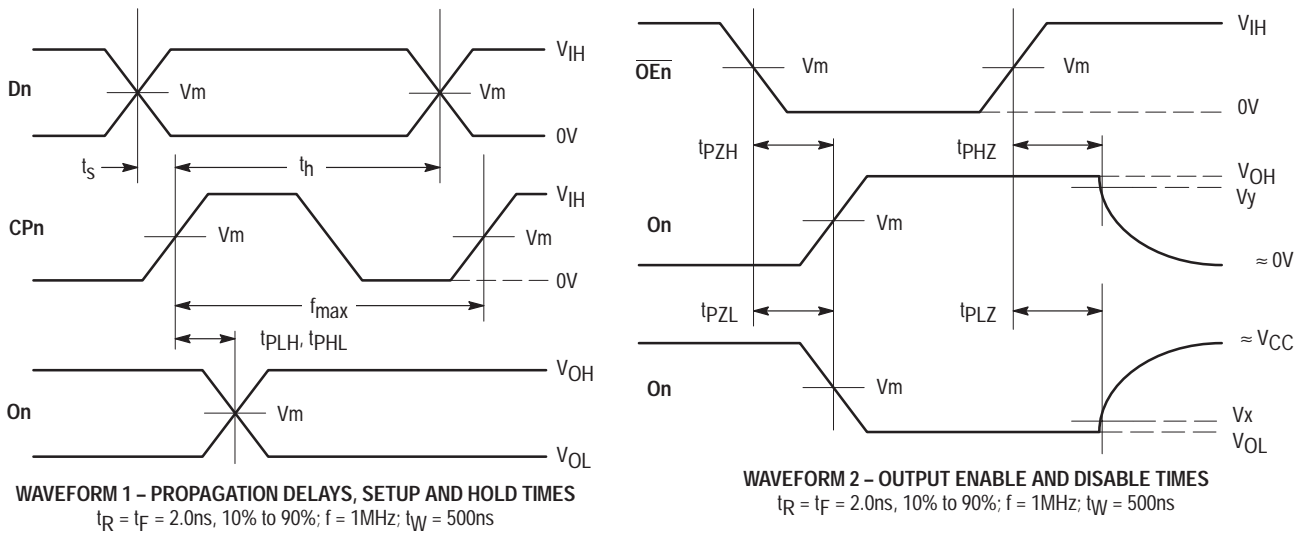 Dn
Vm
Vm
VIH
0V
ts
th
CPn
Vm
Vm
VIH
0V
fmax
tPLH, tPHL
On
Vm
VOH
VOL
WAVEFORM 1 – PROPAGATION DELAYS, SETUP AND HOLD TIMES
tR = tF = 2.0ns, 10% to 90%; f = 1MHz; tW = 500ns
OEn
Vm
Vm
VIH
0V
tPZH
tPHZ
On
Vm
VOH
Vy
≈ 0V
tPZL
tPLZ
On
Vm
≈ VCC
Vx
VOL
WAVEFORM 2 – OUTPUT ENABLE AND DISABLE TIMES
tR = tF = 2.0ns, 10% to 90%; f = 1MHz; tW = 500ns